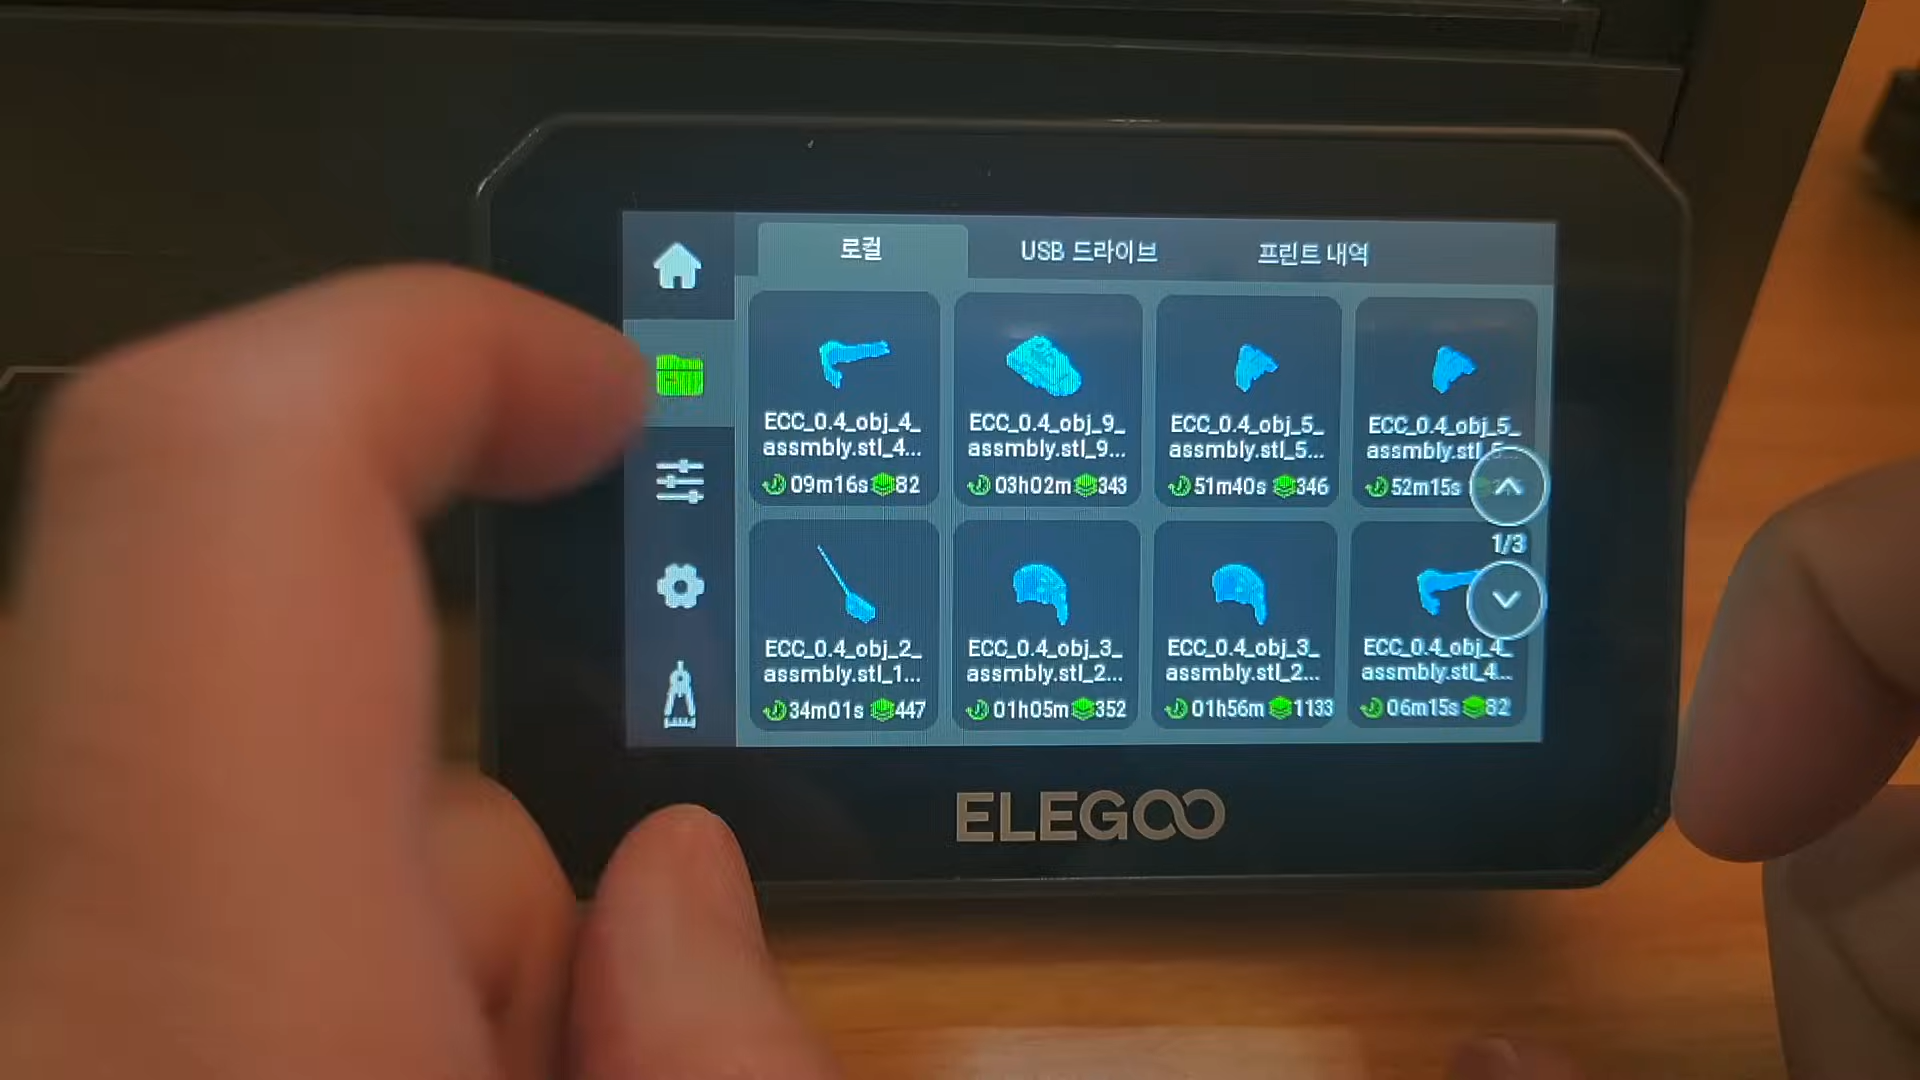 로컬 USB 드라이브 프린트 내역
ECC_0.4_obj_4_
assmbly.stl_4...
09m16s 82
ECC_0.4_obj_9_
assmbly.stl_9...
03h02m 343
ECC_0.4_obj_5_
assmbly.stl_5...
51m40s 346
ECC_0.4_obj_5_
assmbly.stl_
52m15s
1/3
ECC_0.4_obj_2_
assmbly.stl_1...
34m01s 447
ECC_0.4_obj_3_
assmbly.stl_2...
01h05m 352
ECC_0.4_obj_3_
assmbly.stl_2...
01h56m 1133
ECC_0.4_obj_4_
assmbly.stl_4...
06m15s 82
ELEGOO